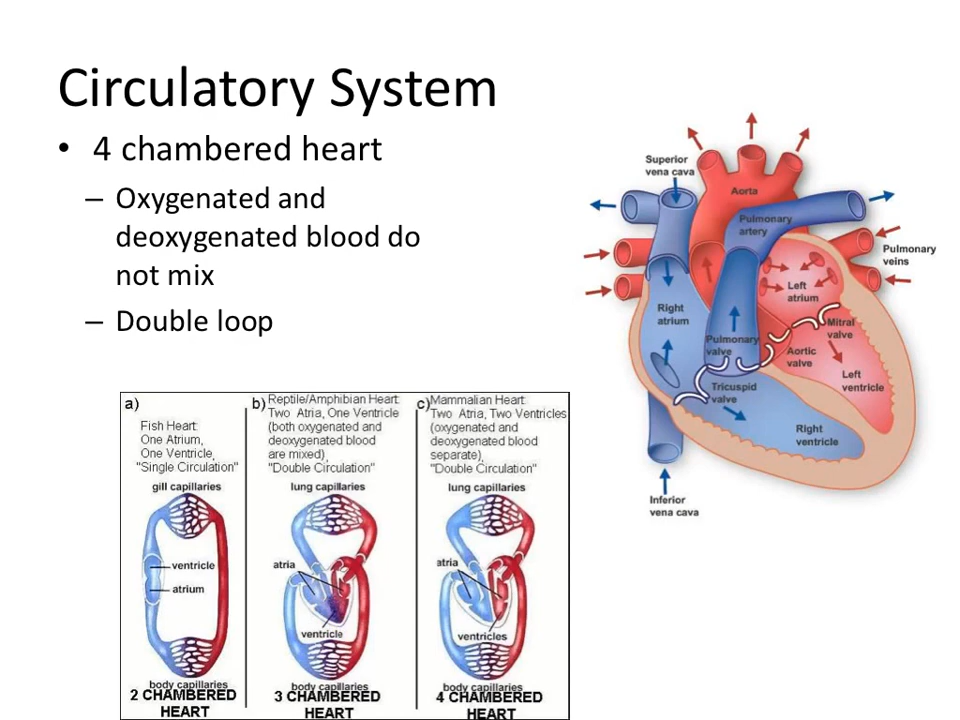 Circulatory System
• 4 chambered heart
– Oxygenated and
deoxygenated blood do
not mix
– Double loop
Superior
vena cava
Aorta
Pulmonary
artery
Pulmonary
veins
Left
atrium
Right
atrium
Mitral
valve
Pulmonary
valve
Aortic
valve
Left
ventricle
Tricuspid
valve
Right
ventricle
Inferior
vena cava
a)
Fish Heart:
One Atrium,
One Ventricle,
"Single Circulation"
gill capillaries
ventricle
atrium
body capillaries
2 CHAMBERED
HEART
b) Reptile/Amphibian Heart:
Two Atria, One Ventricle
(both oxygenated and
deoxygenated blood
are mixed),
"Double Circulation"
lung capillaries
atria
ventricle
body capillaries
3 CHAMBERED
HEART
c) Mammalian Heart:
Two Atria, Two Ventricles
(oxygenated and
deoxygenated blood
separate),
"Double Circulation"
lung capillaries
atria
ventricles
body capillaries
4 CHAMBERED
HEART